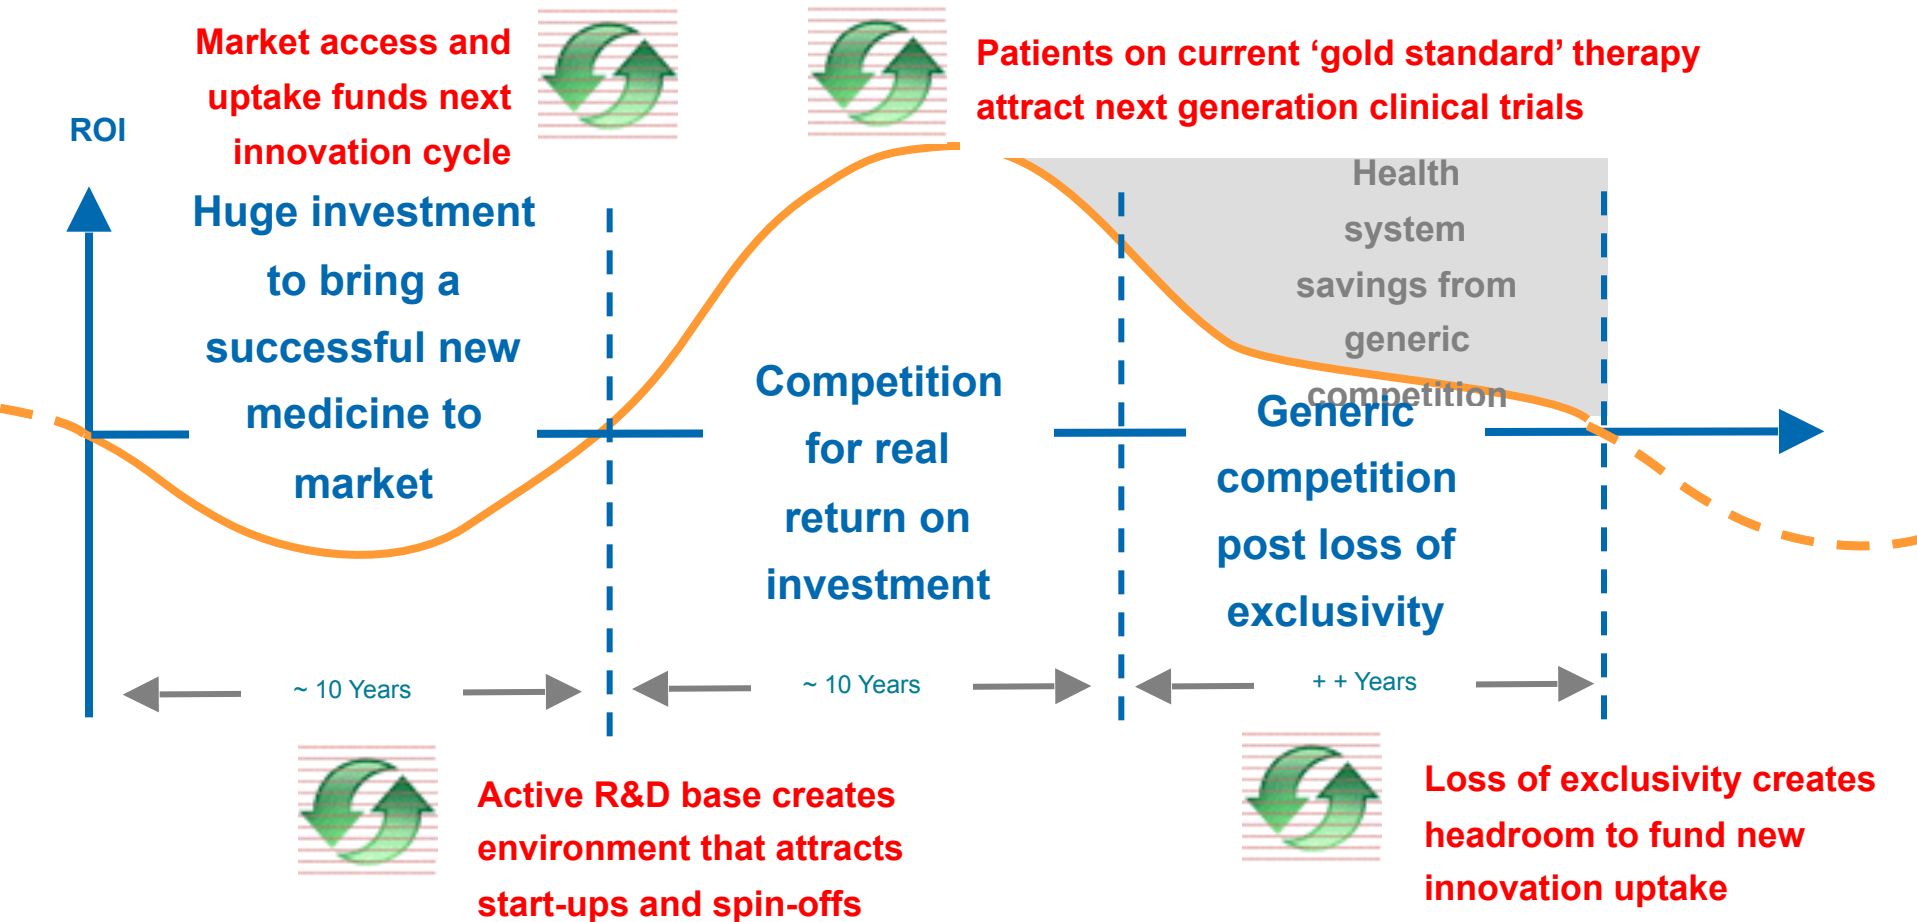 Market access and
uptake funds next
innovation cycle
Patients on current ‘gold standard’ therapy
attract next generation clinical trials
ROI
Huge investment
to bring a
successful new
medicine to
market
Competition
for real
return on
investment
Health
system
savings from
generic
competition
Generic
competition
post loss of
exclusivity
~ 10 Years
~ 10 Years
+ + Years
Active R&D base creates
environment that attracts
start-ups and spin-offs
Loss of exclusivity creates
headroom to fund new
innovation uptake